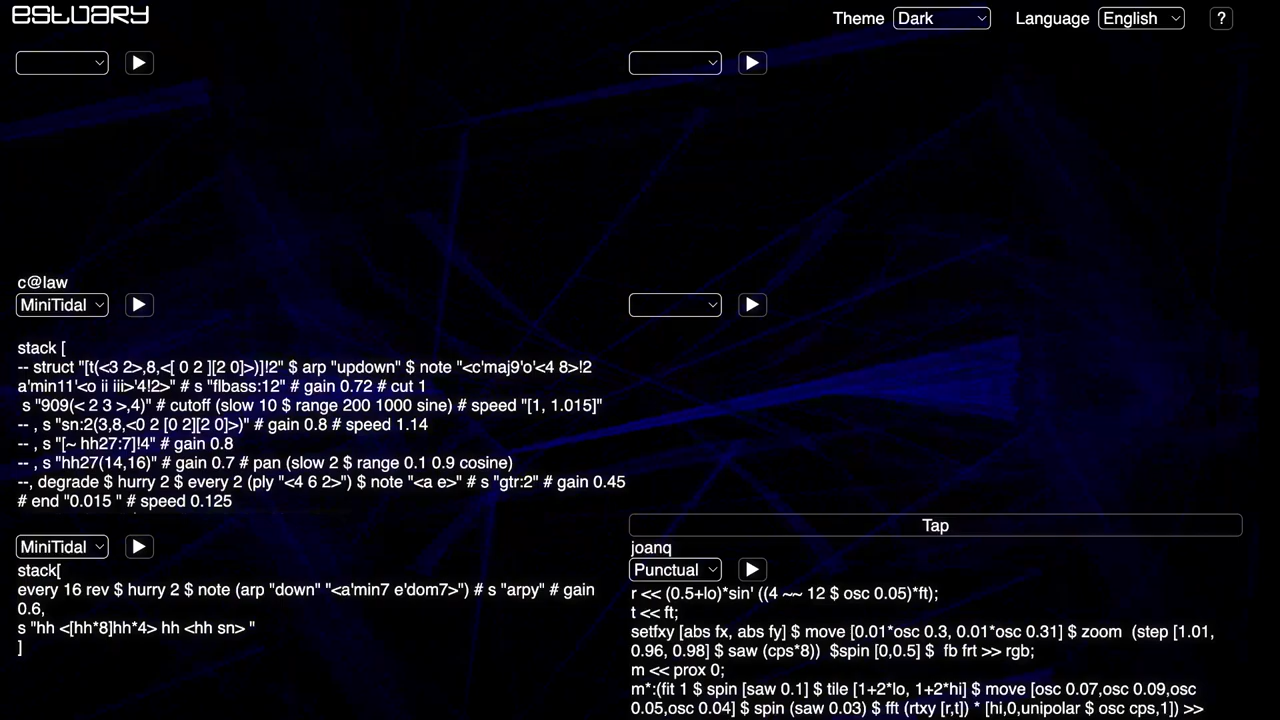 estuary
Theme Dark Language English ?
c@law
MiniTidal
stack [
-- struct "[t(<3 2>,8,<[ 0 2 ][2 0]>)]!2" $ arp "updown" $ note "<c'maj9'o'<4 8>!2
a'min11'<o ii iii>'4!2>" # s "flbass:12" # gain 0.72 # cut 1
s "909(< 2 3 >,4)" # cutoff (slow 10 $ range 200 1000 sine) # speed "[1, 1.015]"
-- , s "sn:2(3,8,<0 2 [0 2][2 0]>)" # gain 0.8 # speed 1.14
-- , s "[~ hh27:7]!4" # gain 0.8
-- , s "hh27(14,16)" # gain 0.7 # pan (slow 2 $ range 0.1 0.9 cosine)
--, degrade $ hurry 2 $ every 2 (ply "<4 6 2>") $ note "<a e>" # s "gtr:2" # gain 0.45
# end "0.015 " # speed 0.125
MiniTidal
stack[
every 16 rev $ hurry 2 $ note (arp "down" "<a'min7 e'dom7>") # s "arpy" # gain
0.6,
s "hh <[hh*8]hh*4> hh <hh sn> "
]
Tap
joanq
Punctual
r << (0.5+lo)*sin' ((4 ~~ 12 $ osc 0.05)*ft);
t << ft;
setfxy [abs fx, abs fy] $ move [0.01*osc 0.3, 0.01*osc 0.31] $ zoom  (step [1.01,
0.96, 0.98] $ saw (cps*8))  $spin [0,0.5] $  fb frt >> rgb;
m << prox 0;
m*:(fit 1 $ spin [saw 0.1] $ tile [1+2*lo, 1+2*hi] $ move [osc 0.07,osc 0.09,osc
0.05,osc 0.04] $ spin (saw 0.03) $ fft (rtxy [r,t]) * [hi,0,unipolar $ osc cps,1]) >>